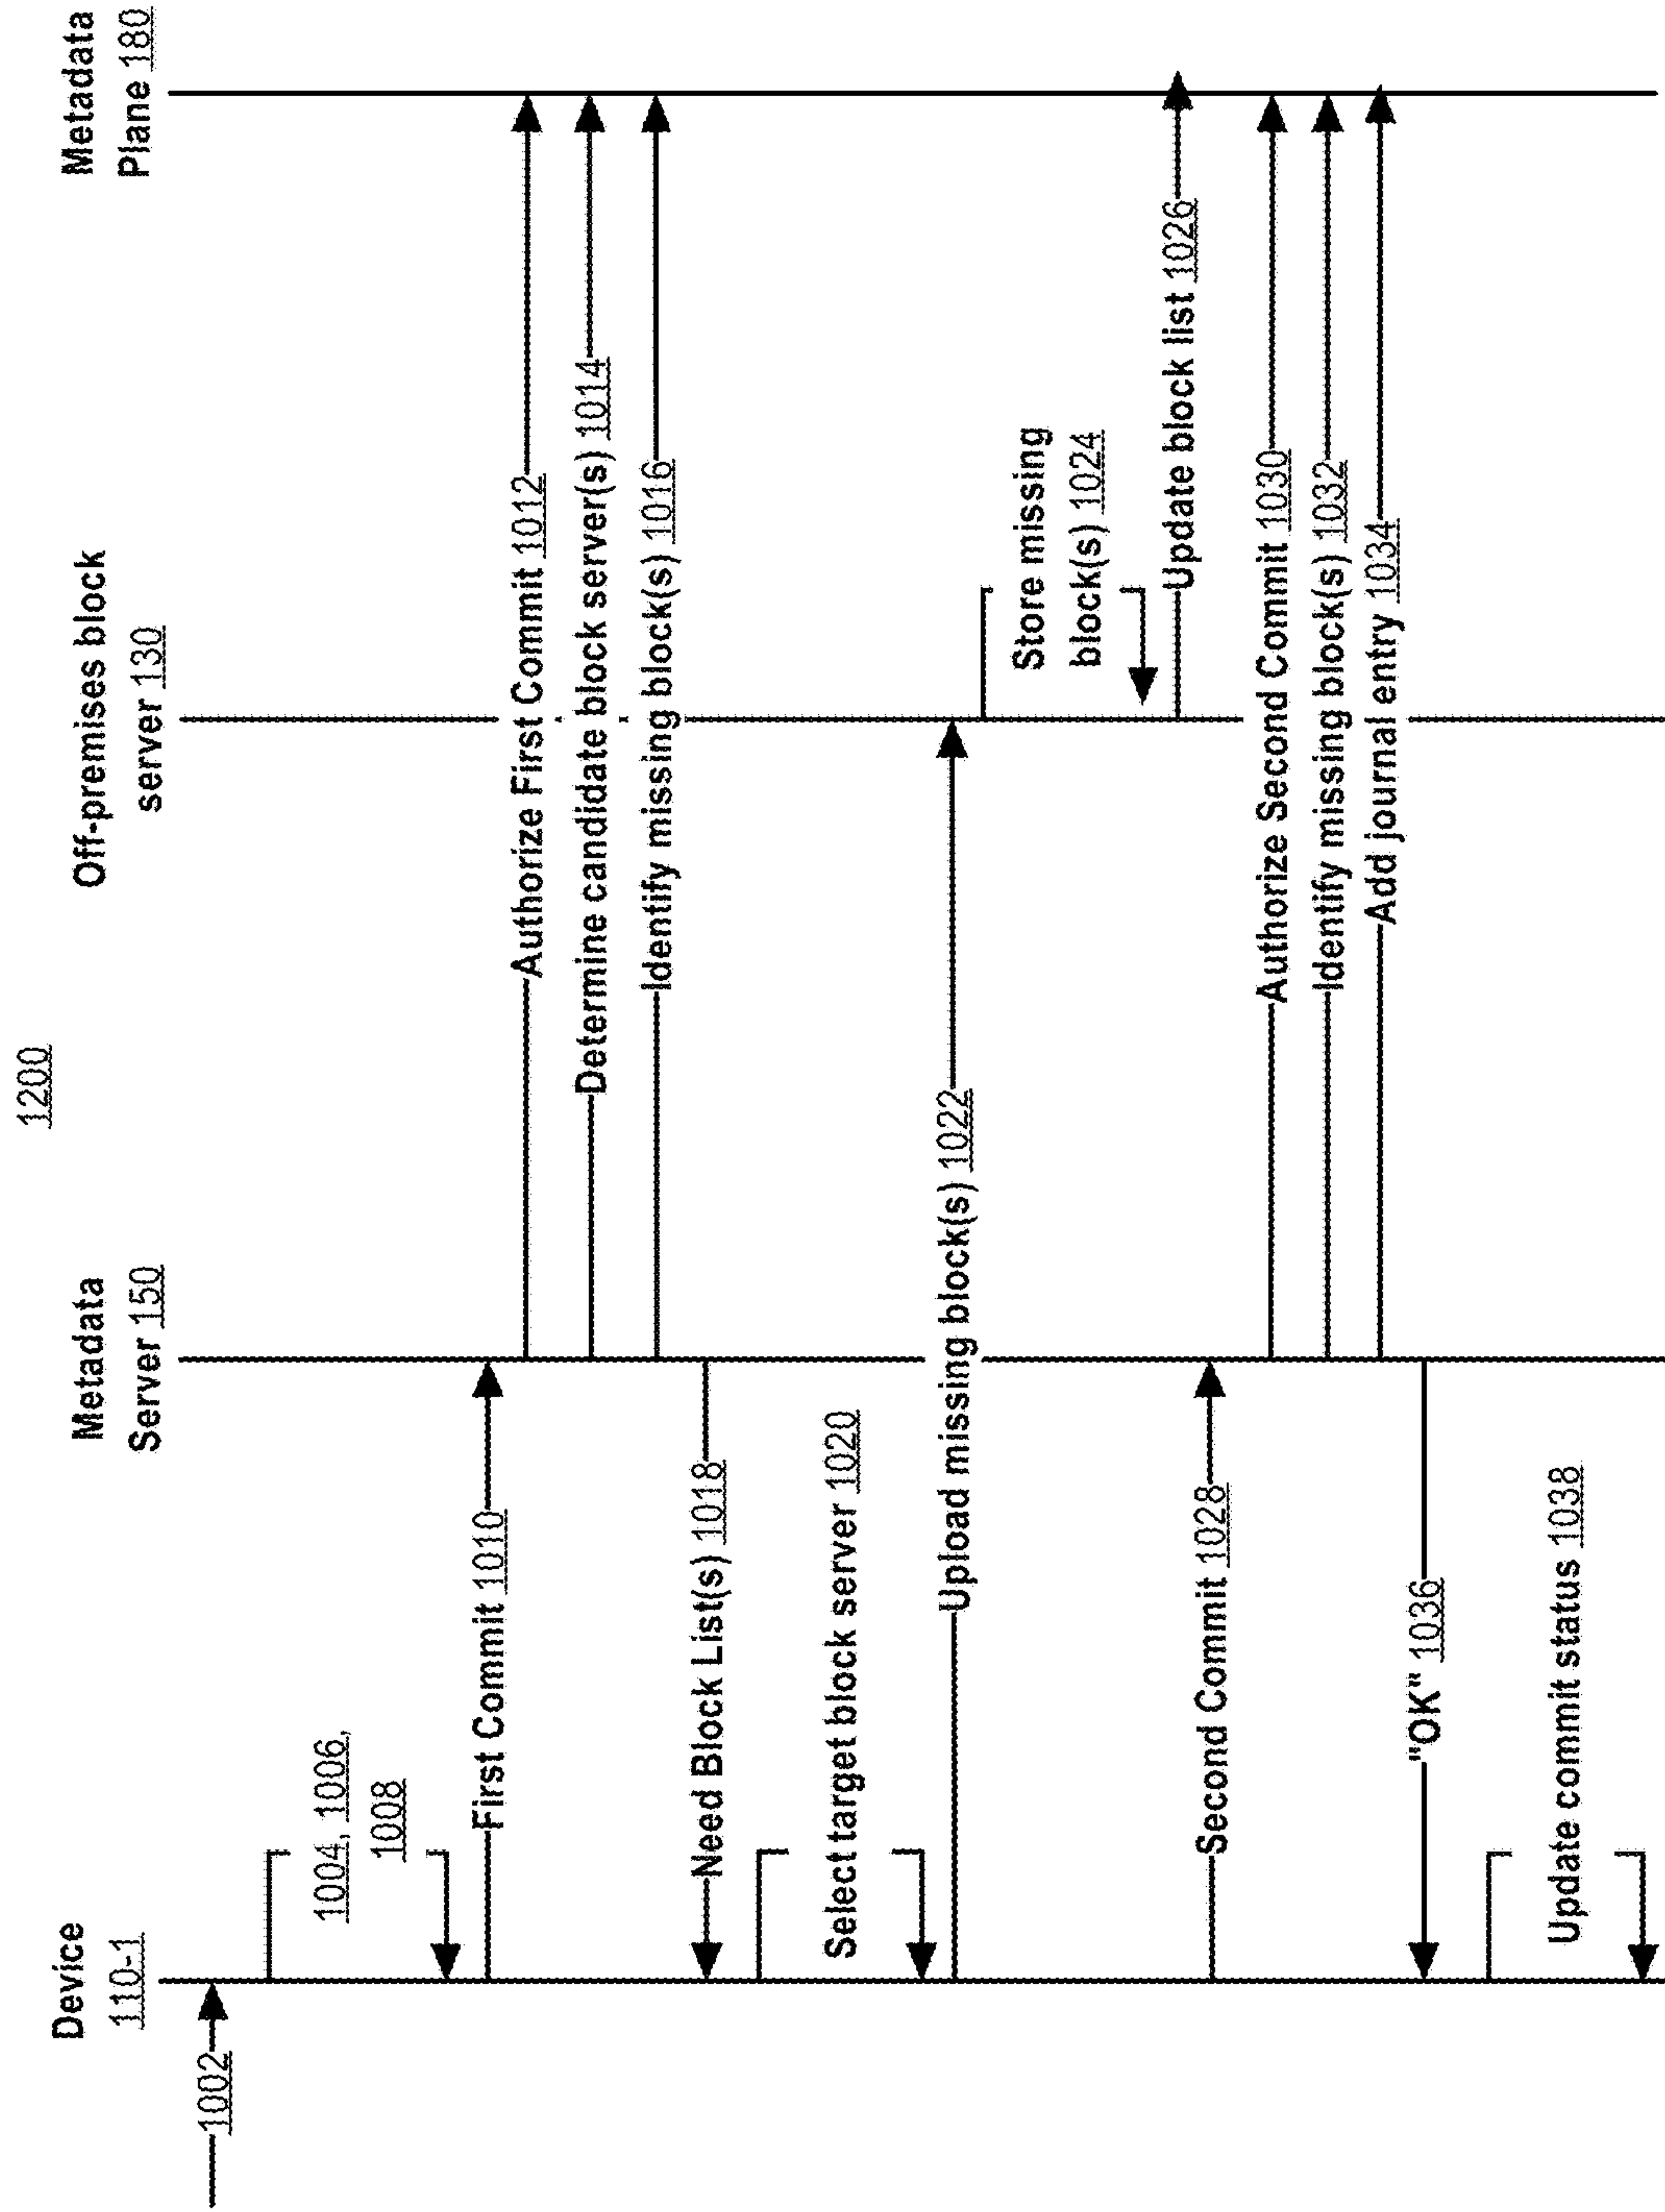 1200
Device
110-1
Metadata
Server 150
Off-premises block
server 130
Metadata
Plane 180
1002
1004, 1006,
1008
First Commit 1010
Authorize First Commit 1012
Determine candidate block server(s) 1014
Identify missing block(s) 1016
Need Block List(s) 1018
Select target block server 1020
Upload missing block(s) 1022
Store missing
block(s) 1024
Update block list 1026
Second Commit 1028
Authorize Second Commit 1030
Identify missing block(s) 1032
Add journal entry 1034
"OK" 1036
Update commit status 1038